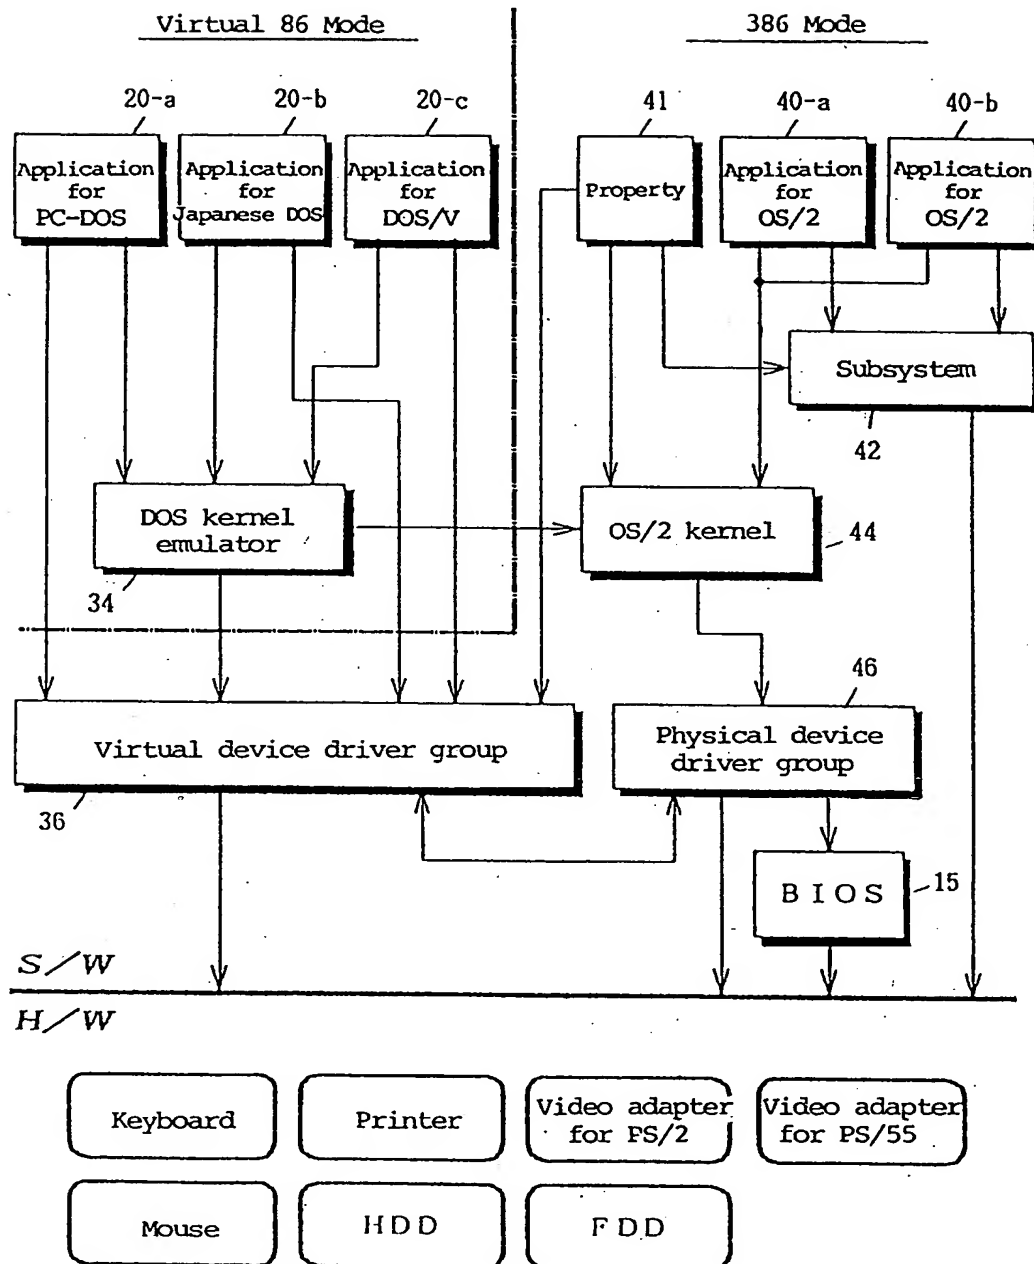 Virtual 86 Mode
386 Mode
20-a
20-b
20-c
41
40-a
40-b
Application
for
PC-DOS
Application
for
Japanese DOS
Application
for
DOS/V
Property
Application
for
OS/2
Application
for
OS/2
Subsystem
42
DOS kernel
emulator
34
OS/2 kernel
44
46
Virtual device driver group
36
Physical device
driver group
BIOS
15
S/W
H/W
Keyboard
Printer
Video adapter
for PS/2
Video adapter
for PS/55
Mouse
HDD
FDD